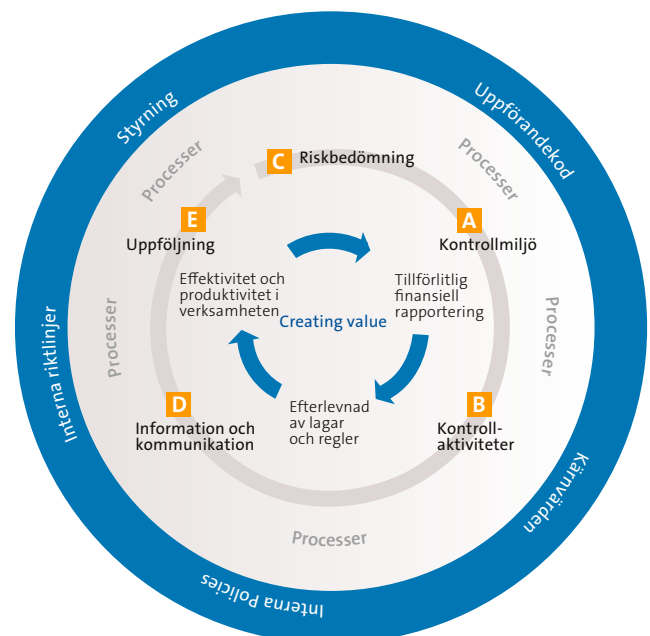 Styrning
Uppförandekod
Processer
Processer
C
Riskbedömning
E
Uppföljning
A
Kontrollmiljö
Effektivitet och
produktivitet i
verksamheten
Tillförlitlig
finansiell
rapportering
Creating value
Processer
Processer
Interna riktlinjer
D
Information och
kommunikation
Efterlevnad
av lagar
och regler
B
Kontroll-
aktiviteter
Kärnvärden
Processer
Interna Policies